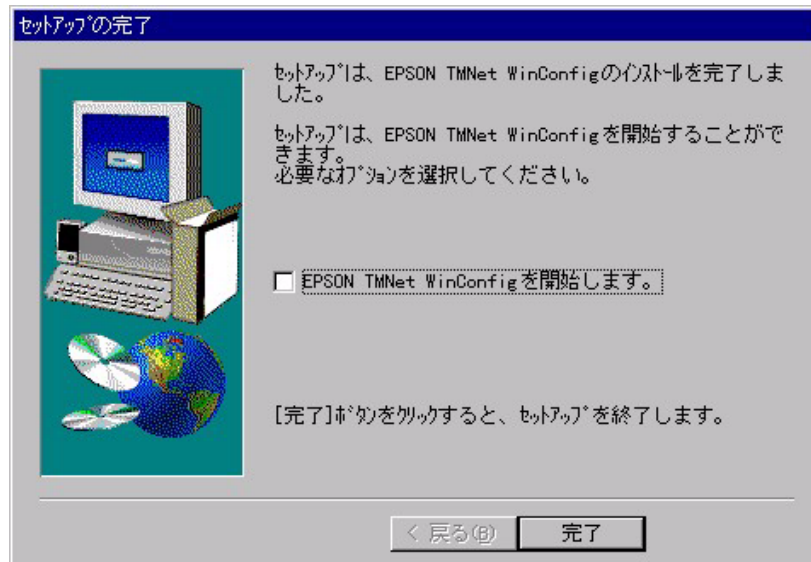 ｾｯﾄｱｯﾌﾟの完了
ｾｯﾄｱｯﾌﾟは、EPSON TMNet WinConfigのｲﾝｽﾄｰﾙを完了しま
した。
ｾｯﾄｱｯﾌﾟは、EPSON TMNet WinConfigを開始することがで
きます。
必要なｵﾌﾟｼｮﾝを選択してください。
EPSON TMNet WinConfigを開始します。
[完了]ﾎﾞﾀﾝをｸﾘｯｸすると、ｾｯﾄｱｯﾌﾟを終了します。
< 戻る(B) 完了